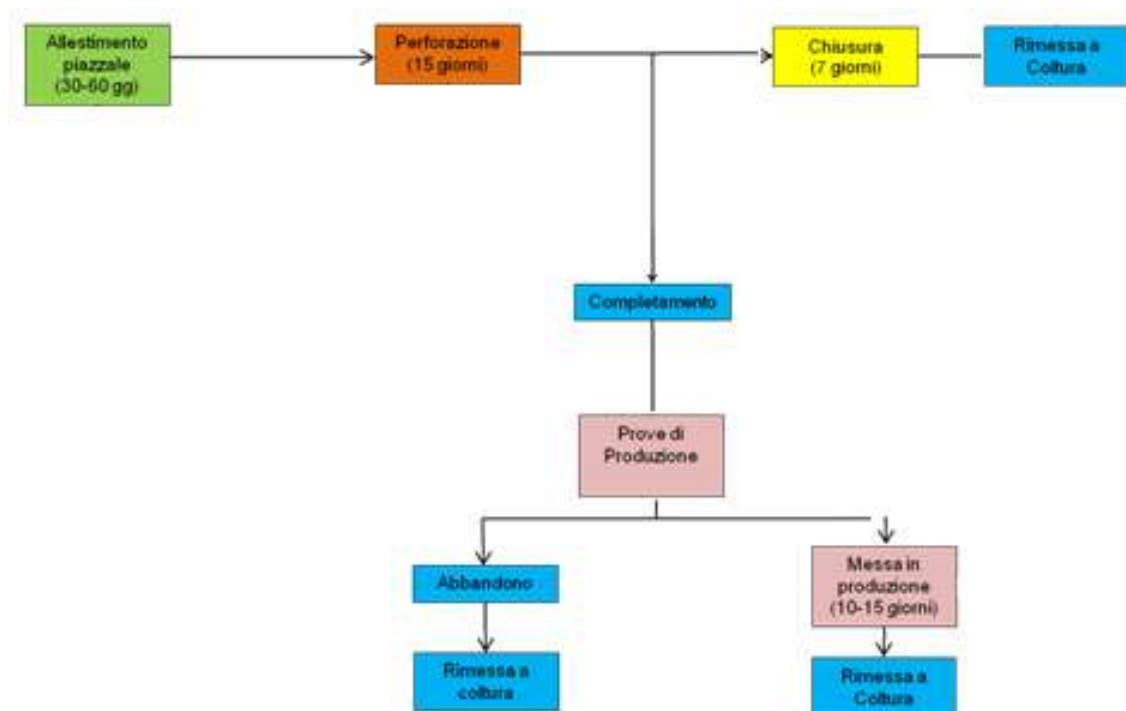 Allestimento
piazzale
(30-60 gg)
Perforazione
(15 giorni)
Chiusura
(7 giorni)
Rimessa a
Coltura
Completamento
Prove di
Produzione
Abbandono
Messa in
produzione
(10-15 giorni)
Rimessa a
coltura
Rimessa a
Coltura